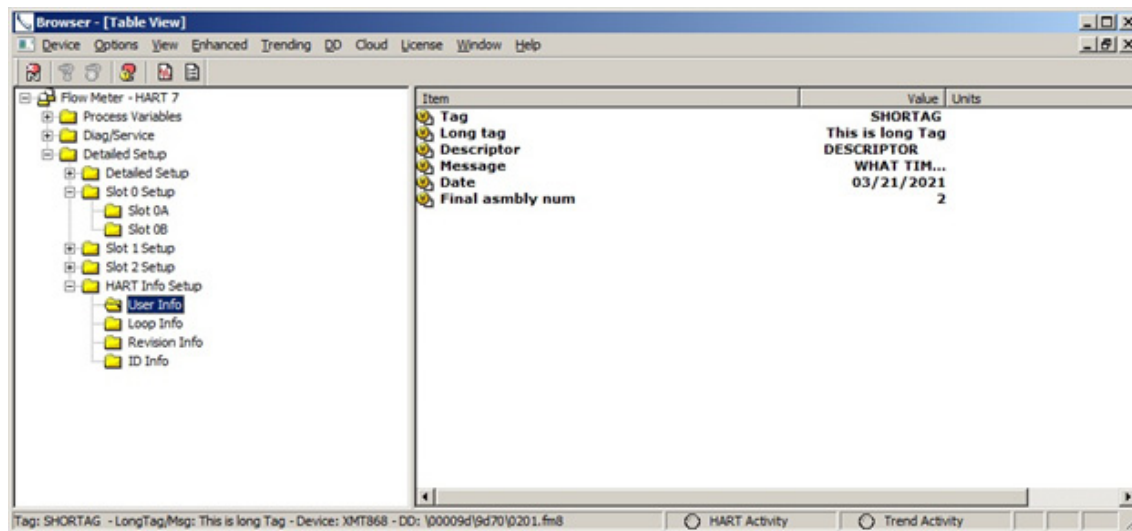 Browser - [Table View]
Device Options View Enhanced Trending DD Cloud License Window Help
Flow Meter - HART 7
Process Variables
Diag/Service
Detailed Setup
Detailed Setup
Slot 0 Setup
Slot 0A
Slot 0B
Slot 1 Setup
Slot 2 Setup
HART Info Setup
User Info
Loop Info
Revision Info
ID Info
Item Value Units
Tag SHORTAG
Long tag This is long Tag
Descriptor DESCRIPTOR
Message WHAT TIM...
Date 03/21/2021
Final asmbly num 2
Tag: SHORTAG - LongTag/Msg: This is long Tag - Device: XMT868 - DD: \00009d\9d70\0201.fm8 HART Activity Trend Activity